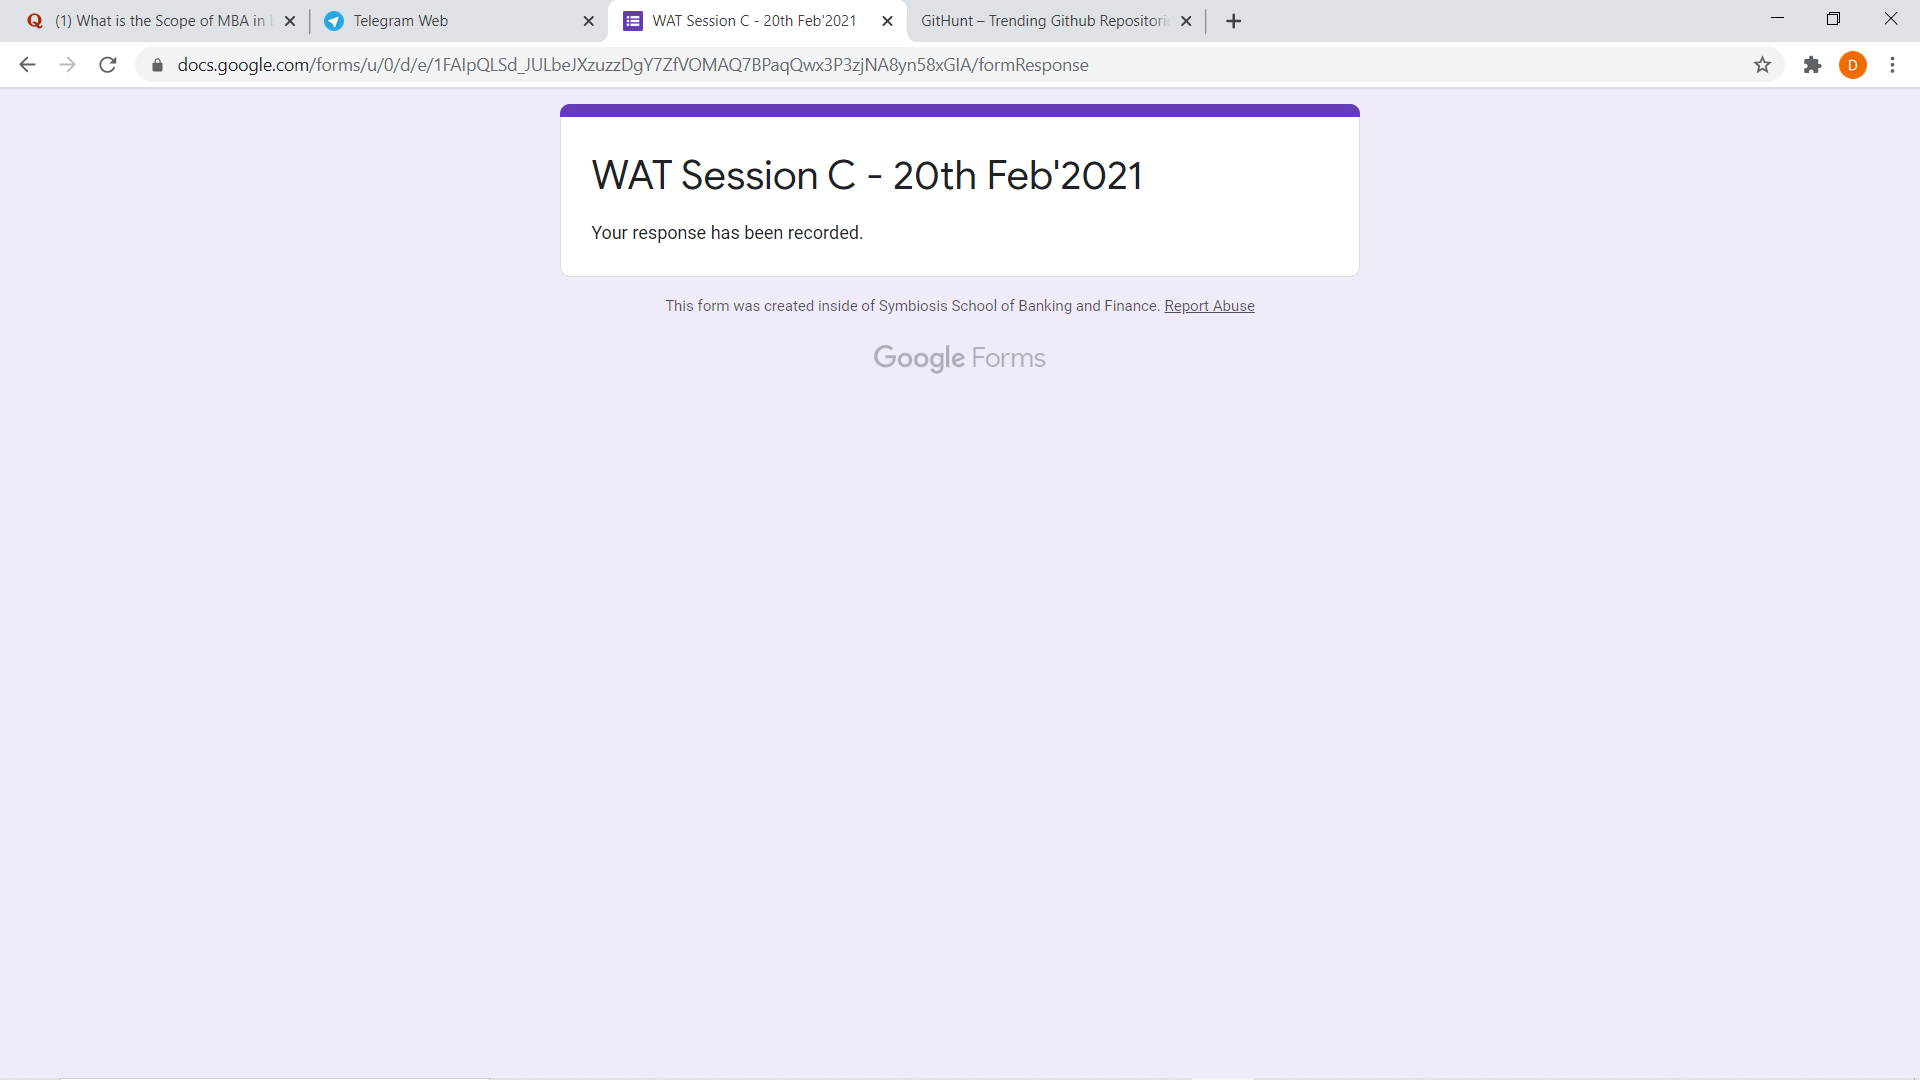 (1) What is the Scope of MBA in
Telegram Web
WAT Session C - 20th Feb'2021
GitHunt – Trending Github Repositori
docs.google.com/forms/u/0/d/e/1FAIpQLSd_JULbeJXzuzzDgY7ZfVOMAQ7BPaqQwx3P3zjNA8yn58xGIA/formResponse
D
WAT Session C - 20th Feb'2021
Your response has been recorded.
This form was created inside of Symbiosis School of Banking and Finance. Report Abuse
Google Forms